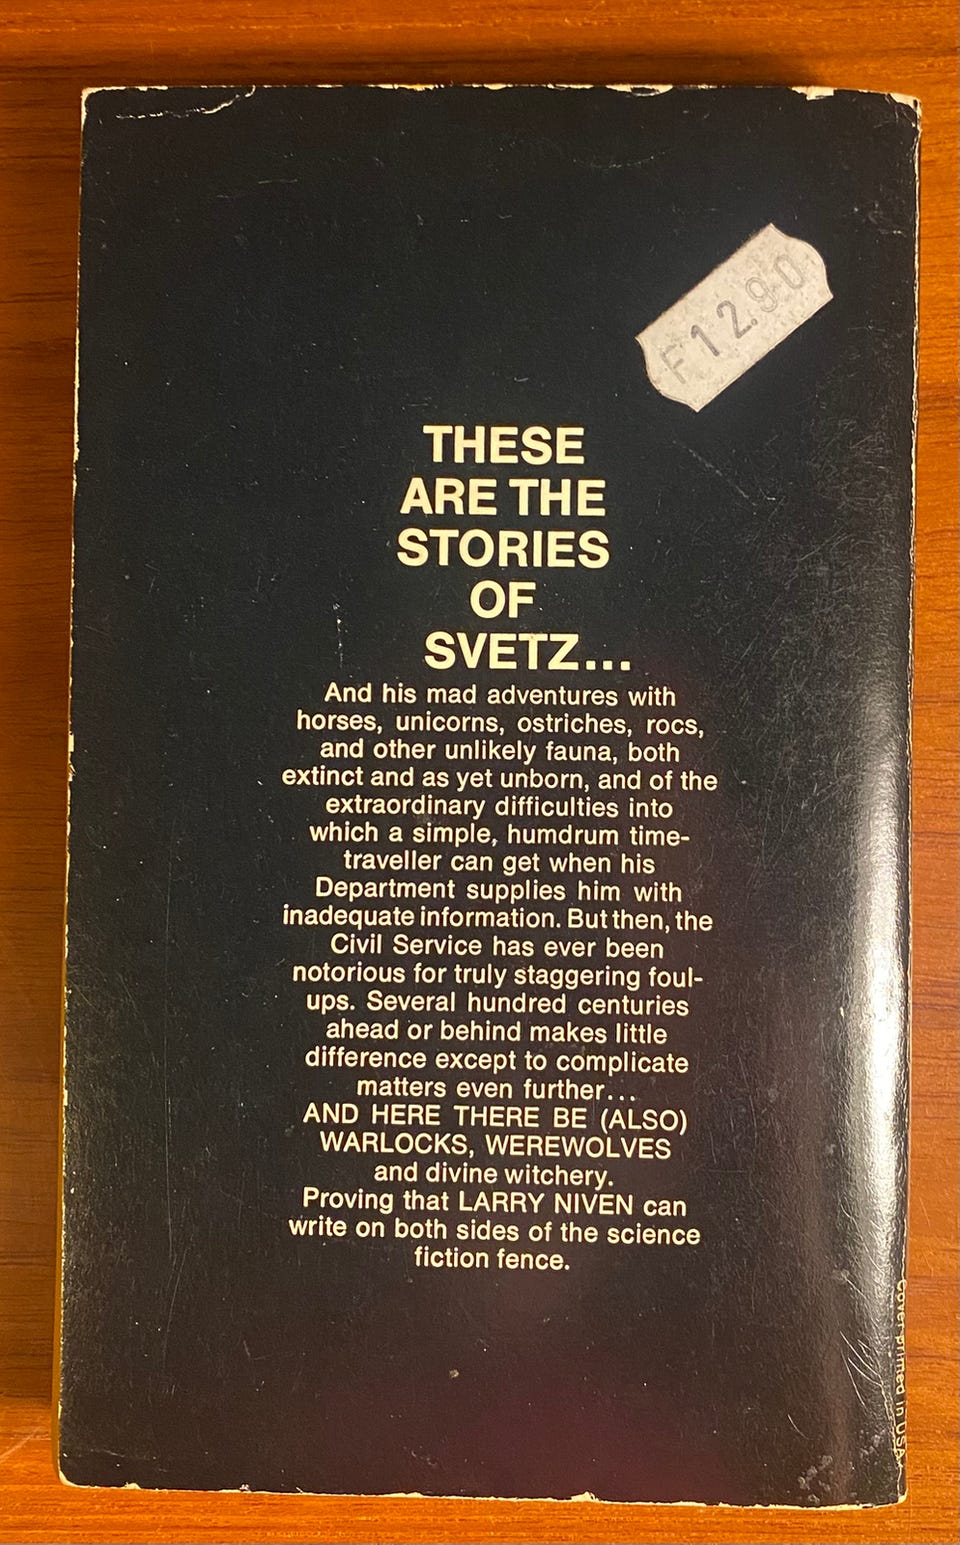 F12.90
THESE
ARE THE
STORIES
OF
SVETZ...
And his mad adventures with
horses, unicorns, ostriches, rocs,
and other unlikely fauna, both
extinct and as yet unborn, and of the
extraordinary difficulties into
which a simple, humdrum time-
traveller can get when his
Department supplies him with
inadequate information. But then, the
Civil Service has ever been
notorious for truly staggering foul-
ups. Several hundred centuries
ahead or behind makes little
difference except to complicate
matters even further...
AND HERE THERE BE (ALSO)
WARLOCKS, WEREWOLVES
and divine witchery.
Proving that LARRY NIVEN can
write on both sides of the science
fiction fence.
Cover printed in USA